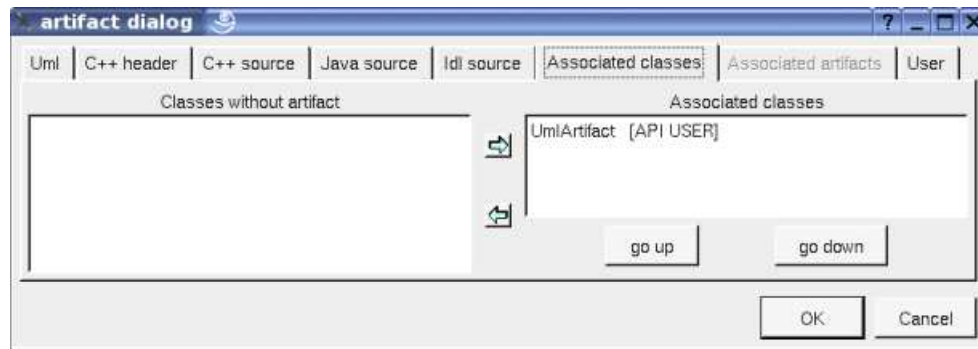 artifact dialog
Uml C++ header C++ source Java source Idl source Associated classes Associated artifacts User
Classes without artifact Associated classes
UmlArtifact [API USER]
go up go down
OK Cancel